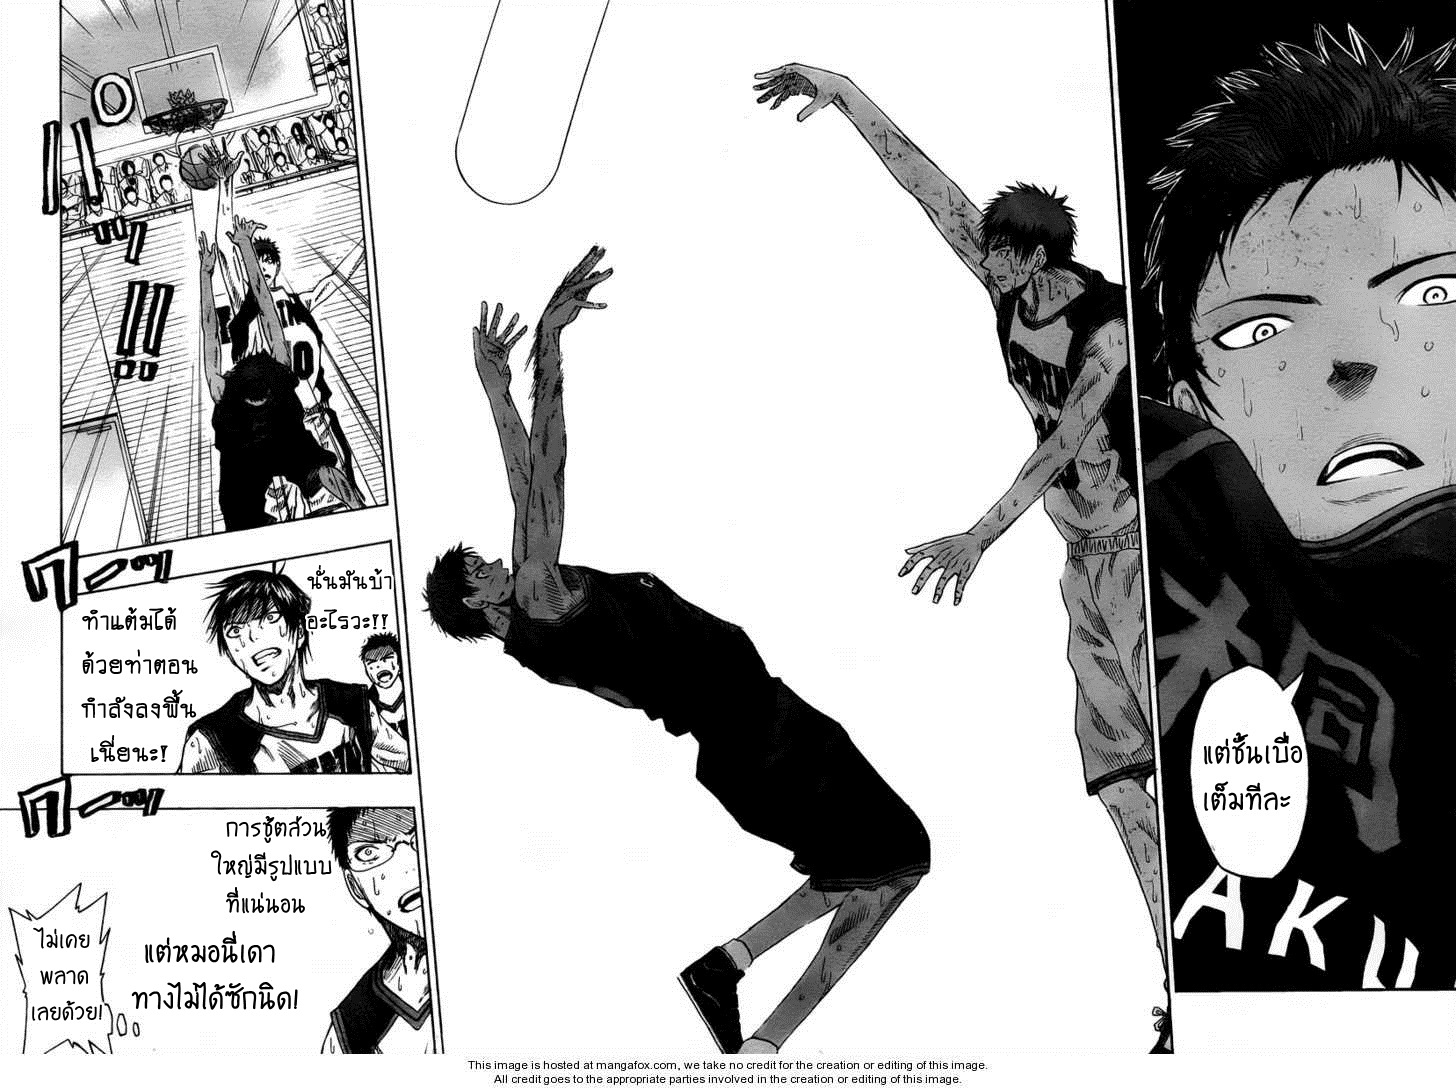 แต่ชั้นเบื่อ
เต็มทีละ
AKU
นั่นมันบ้า
อะไรวะ!!
ทำแต้มได้
ด้วยท่าตอน
กำลังลงพื้น
เนี่ยนะ!
การชู้ตส่วน
ใหญ่มีรูปแบบ
ที่แน่นอน
แต่หมอนี่เดา
ทางไม่ได้ซักนิด!
ไม่เคย
พลาด
เลยด้วย!
This image is hosted at mangafox.com, we take no credit for the creation or editing of this image.
All credit goes to the appropriate parties involved in the creation or editing of this image.